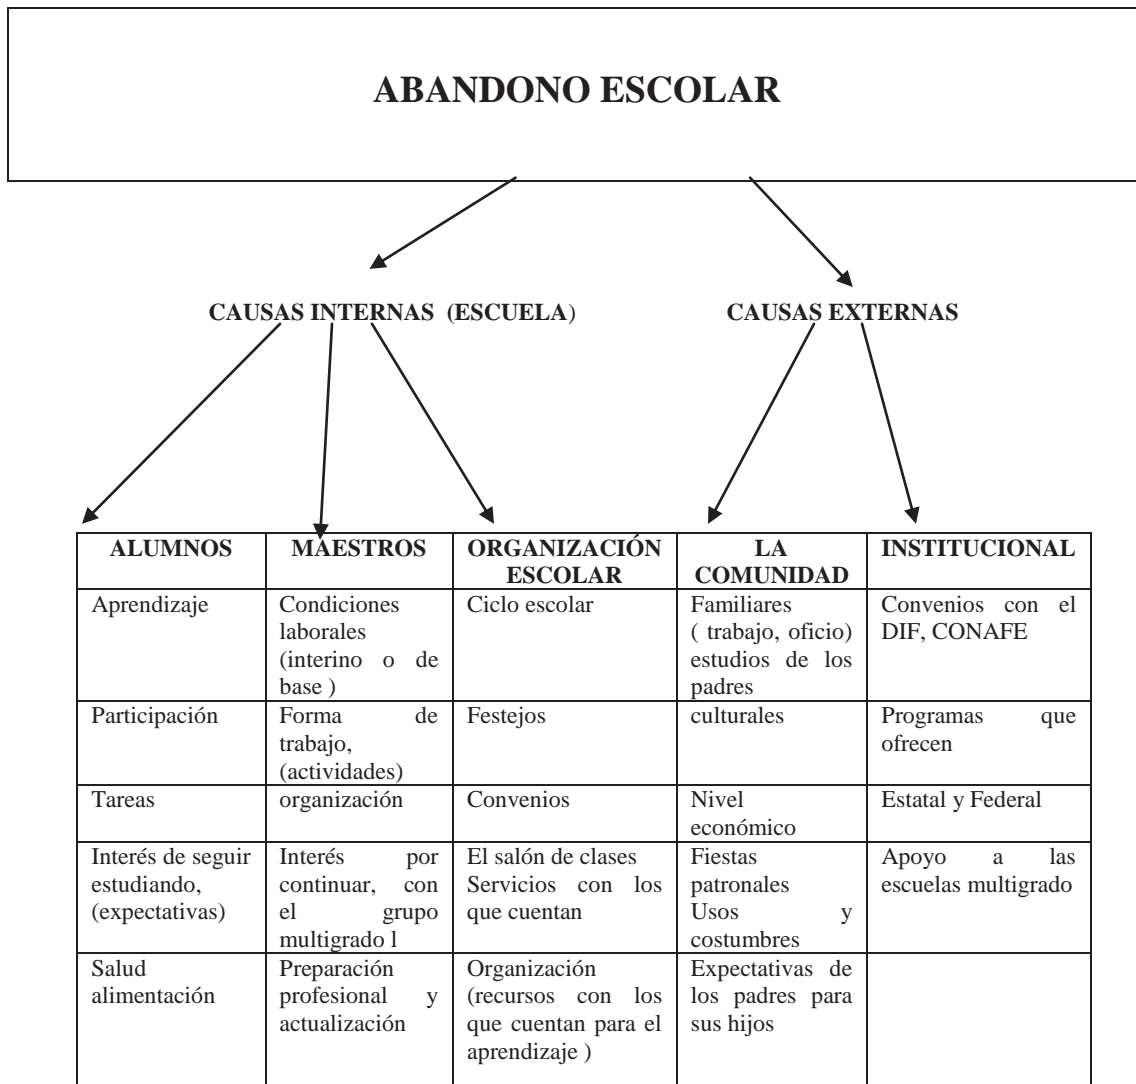 ABANDONO ESCOLAR
CAUSAS INTERNAS (ESCUELA)
CAUSAS EXTERNAS
ALUMNOS
MAESTROS
ORGANIZACIÓN
ESCOLAR
LA
COMUNIDAD
INSTITUCIONAL
Aprendizaje
Condiciones
laborales
(interino o de
base )
Ciclo escolar
Familiares
( trabajo, oficio)
estudios de los
padres
Convenios con el
DIF, CONAFE
Participación
Forma de
trabajo,
(actividades)
Festejos
culturales
Programas que
ofrecen
Tareas
organización
Convenios
Nivel
económico
Estatal y Federal
Interés de seguir
estudiando,
(expectativas)
Interés por
continuar, con
el grupo
multigrado l
El salón de clases
Servicios con los
que cuentan
Fiestas
patronales
Usos y
costumbres
Apoyo a las
escuelas multigrado
Salud
alimentación
Preparación
profesional y
actualización
Organización
(recursos con los
que cuentan para el
aprendizaje )
Expectativas de
los padres para
sus hijos